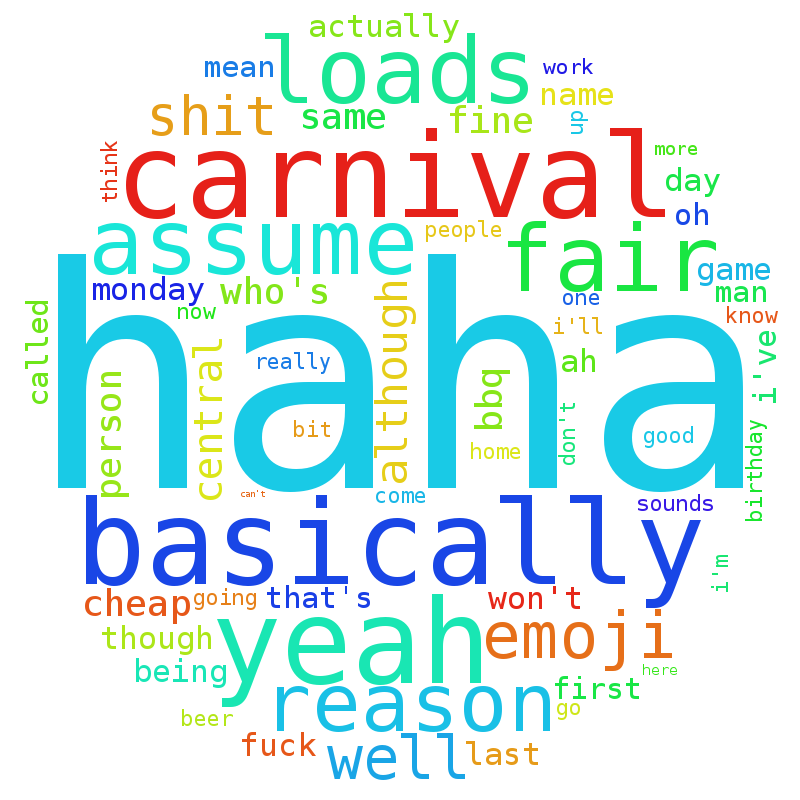 actually
loads
mean
work
name
shit
same
fine
up
carnival
think
more
day
oh
assume
people
fair
game
monday
who's
man
now
one
know
i'll
called
haha
although
central
person
really
ah
i've
bbq
bit
don't
good
home
birthday
can't
come
sounds
basically
i'm
cheap
going
that's
won't
yeah
emoji
though
being
here
reason
first
go
beer
fuck
well
last